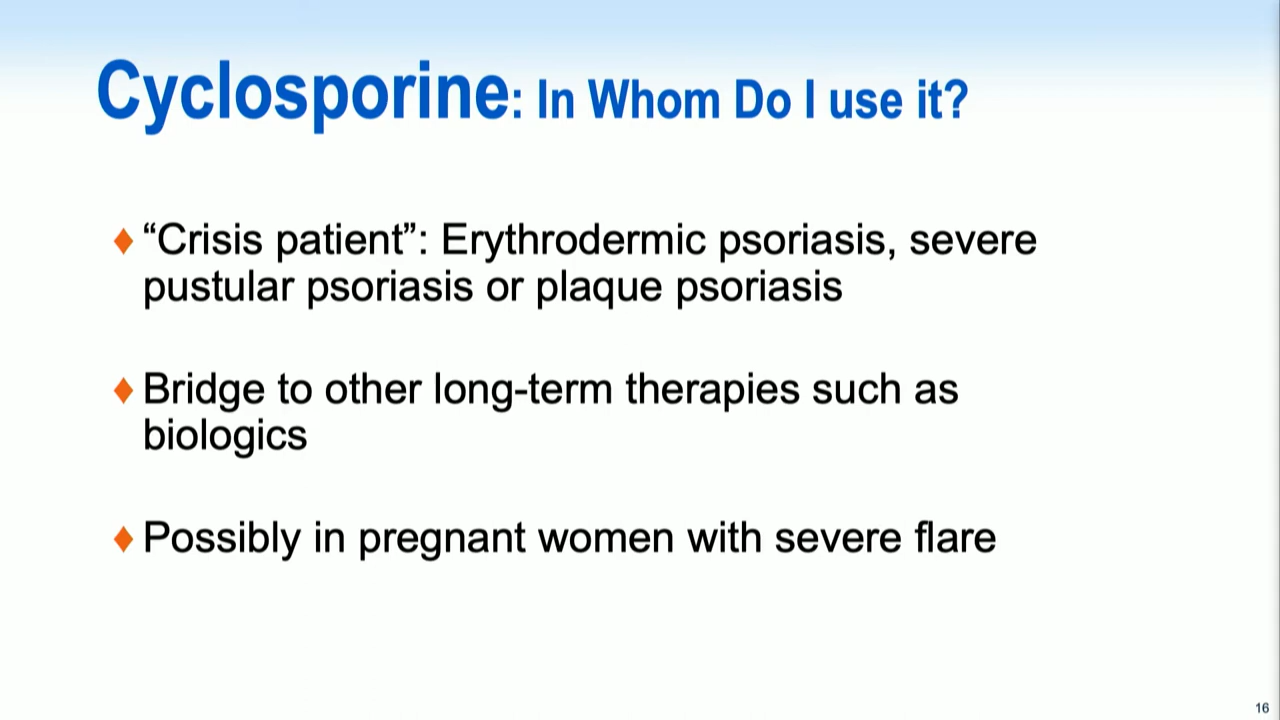 Cyclosporine: In Whom Do I use it?
“Crisis patient”: Erythrodermic psoriasis, severe
pustular psoriasis or plaque psoriasis
Bridge to other long-term therapies such as
biologics
Possibly in pregnant women with severe flare
16